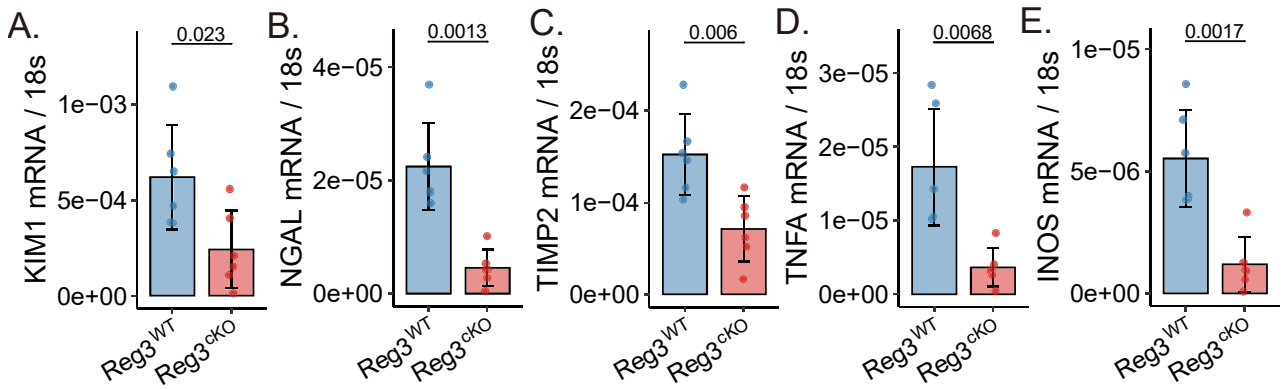 A.
KIM1 mRNA / 18s
0.023
1e−03
5e−04
0e+00
Reg3WT
Reg3cKO
B.
NGAL mRNA / 18s
0.0013
4e−05
2e−05
0e+00
Reg3WT
Reg3cKO
C.
TIMP2 mRNA / 18s
0.006
2e−04
1e−04
0e+00
Reg3WT
Reg3cKO
D.
TNFA mRNA / 18s
0.0068
3e−05
2e−05
1e−05
0e+00
Reg3WT
Reg3cKO
E.
INOS mRNA / 18s
0.0017
1e−05
5e−06
0e+00
Reg3WT
Reg3cKO